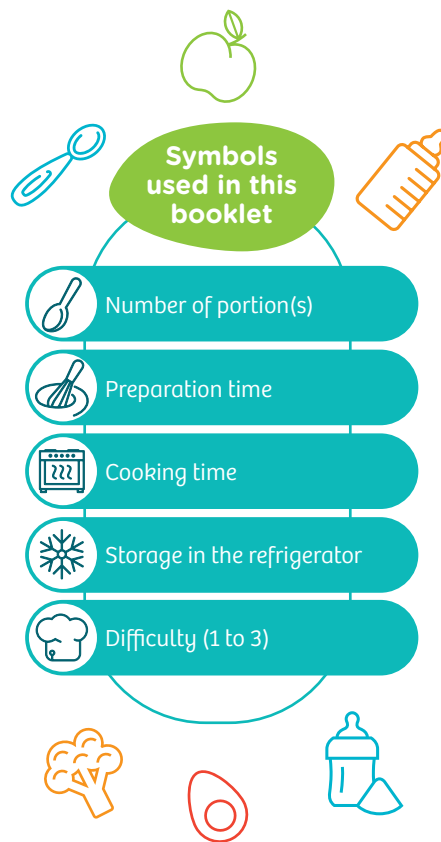 Symbols
used in this
booklet
Number of portion(s)
Preparation time
Cooking time
Storage in the refrigerator
Difficulty (1 to 3)